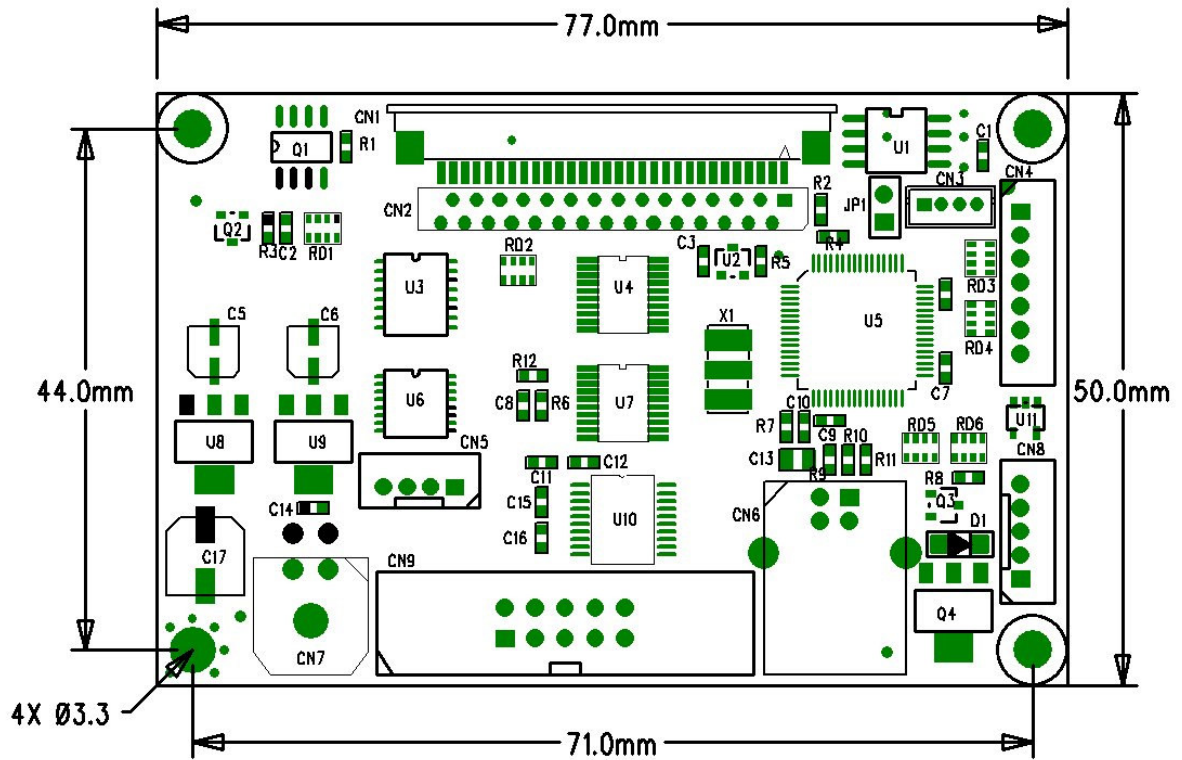 77.0mm
CN1
Q1
R1
U1
C1
CN4
CN3
R2
JP1
CN2
Q2
R3
C2
RD1
RD2
C3
U2
R5
R4
RD3
U3
U4
X1
U5
RD4
C5
C6
44.0mm
50.0mm
R12
C7
U6
C8
R6
U7
C10
R7
C9
R10
RD5
RD6
U11
U8
U9
CN5
C13
R9
R11
CN8
C11
C12
R8
C14
C15
U10
CN6
Q3
C16
D1
C17
CN9
Q4
CN7
4X Ø3.3
71.0mm